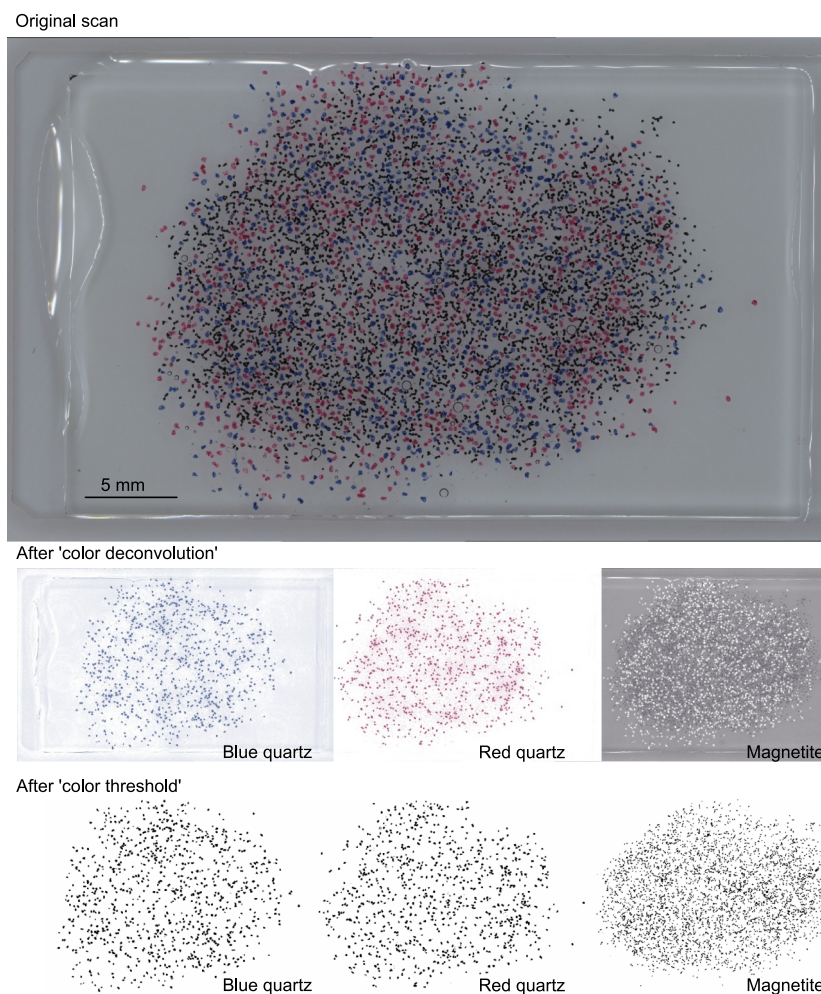 Original scan
5 mm
After 'color deconvolution'
Blue quartz
Red quartz
Magnetite
After 'color threshold'
Blue quartz
Red quartz
Magnetite